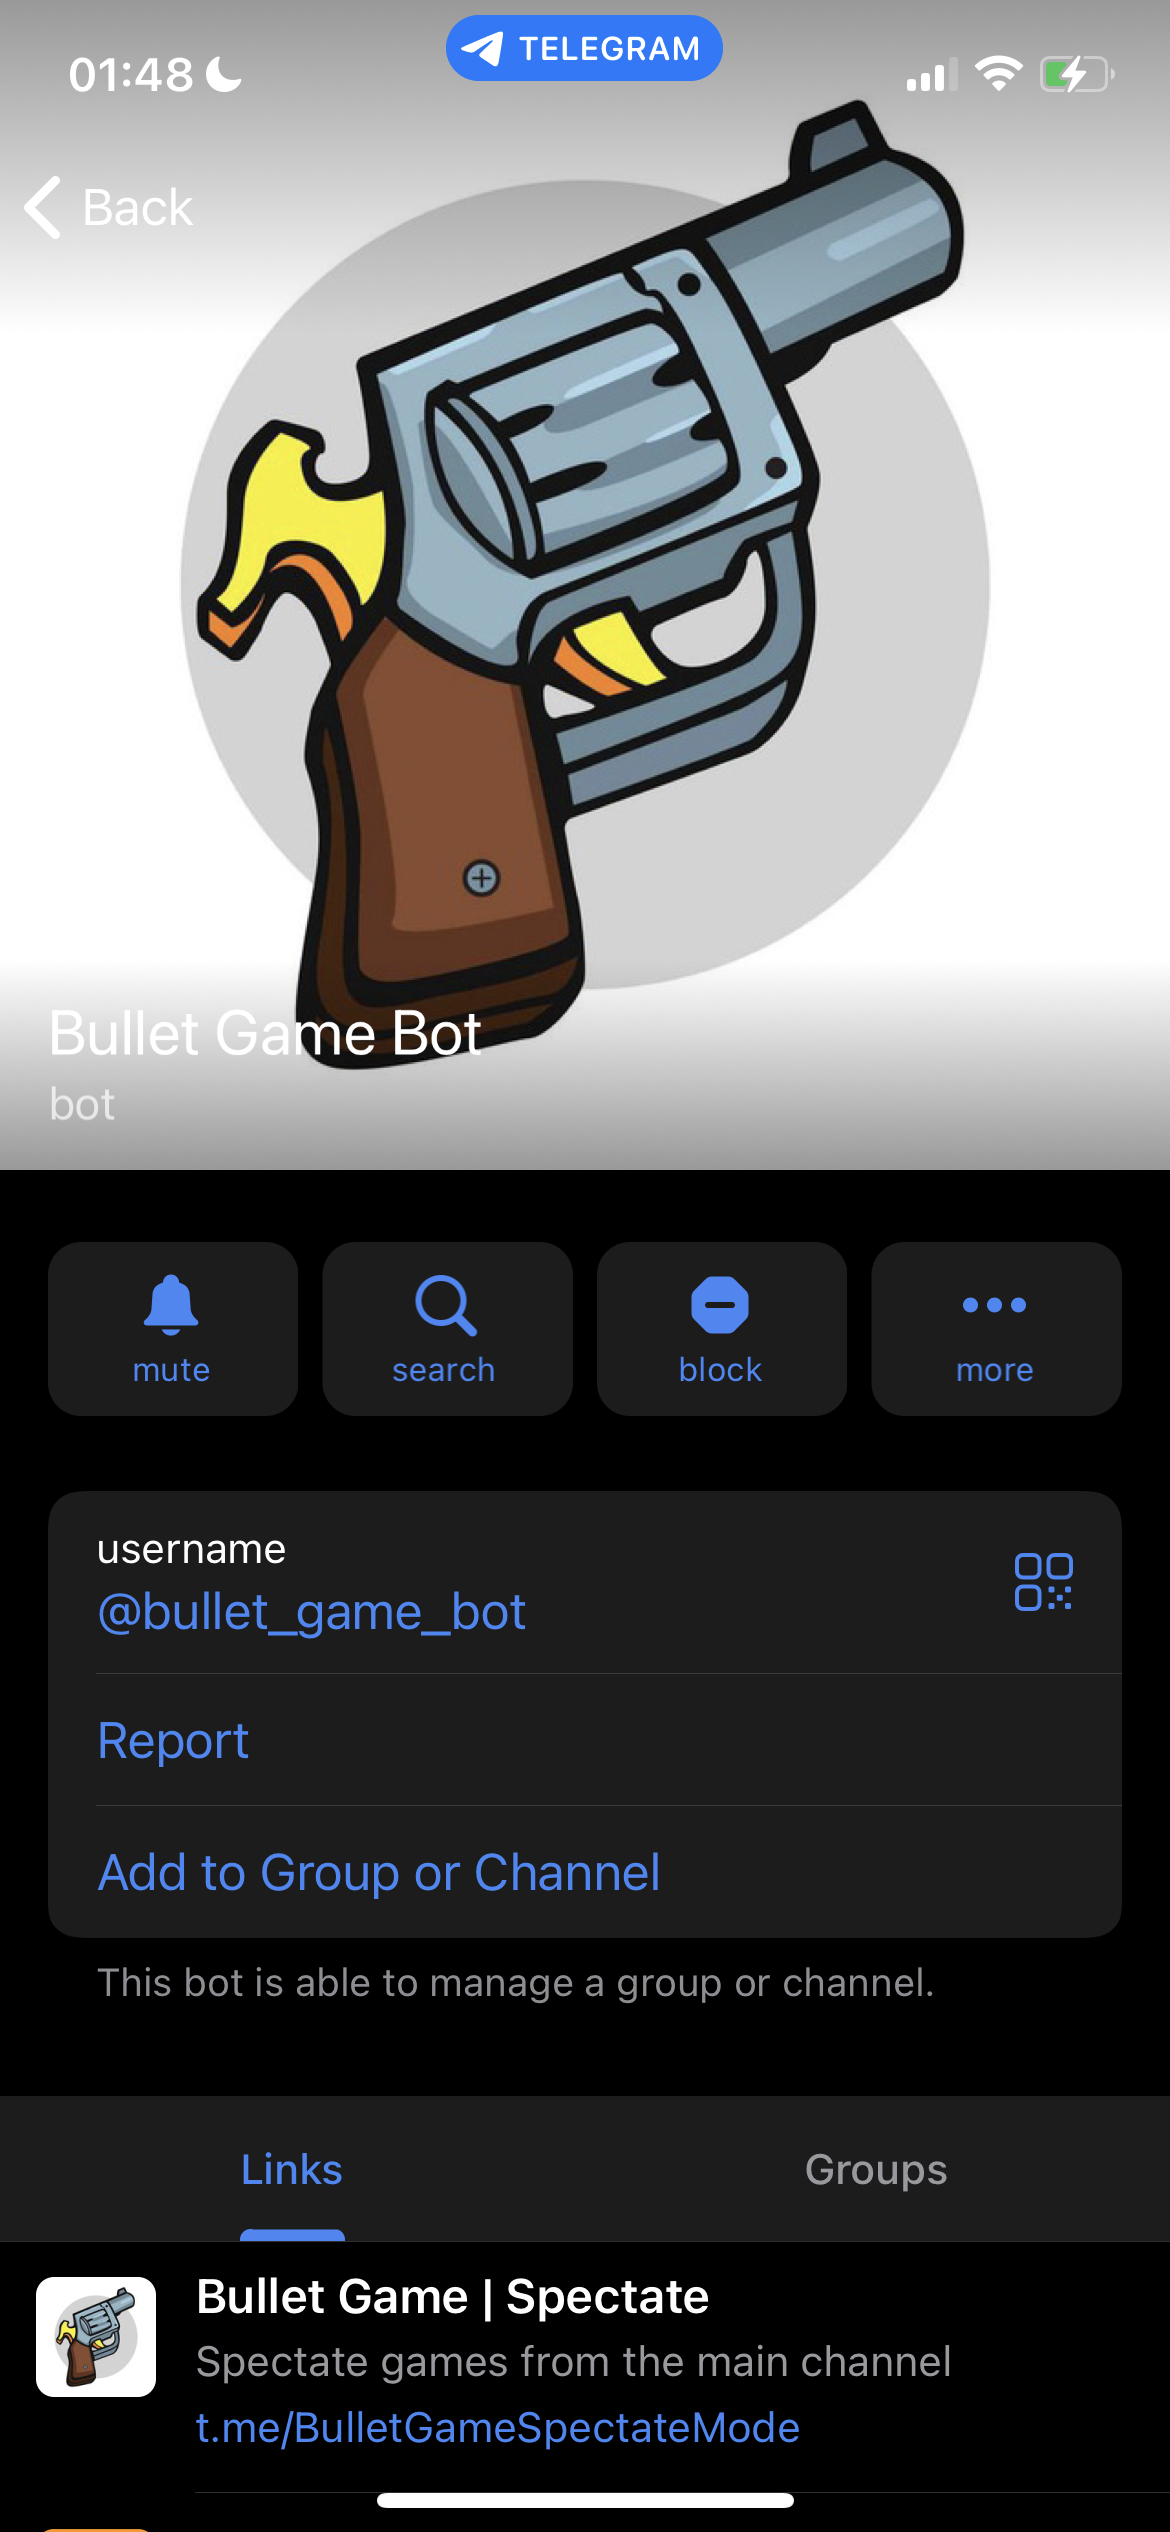 TELEGRAM
01:48
Back
Bullet Game Bot
bot
mute
search
block
more
username
@bullet_game_bot
Report
Add to Group or Channel
This bot is able to manage a group or channel.
Links
Groups
Bullet Game | Spectate
Spectate games from the main channel
t.me/BulletGameSpectateMode